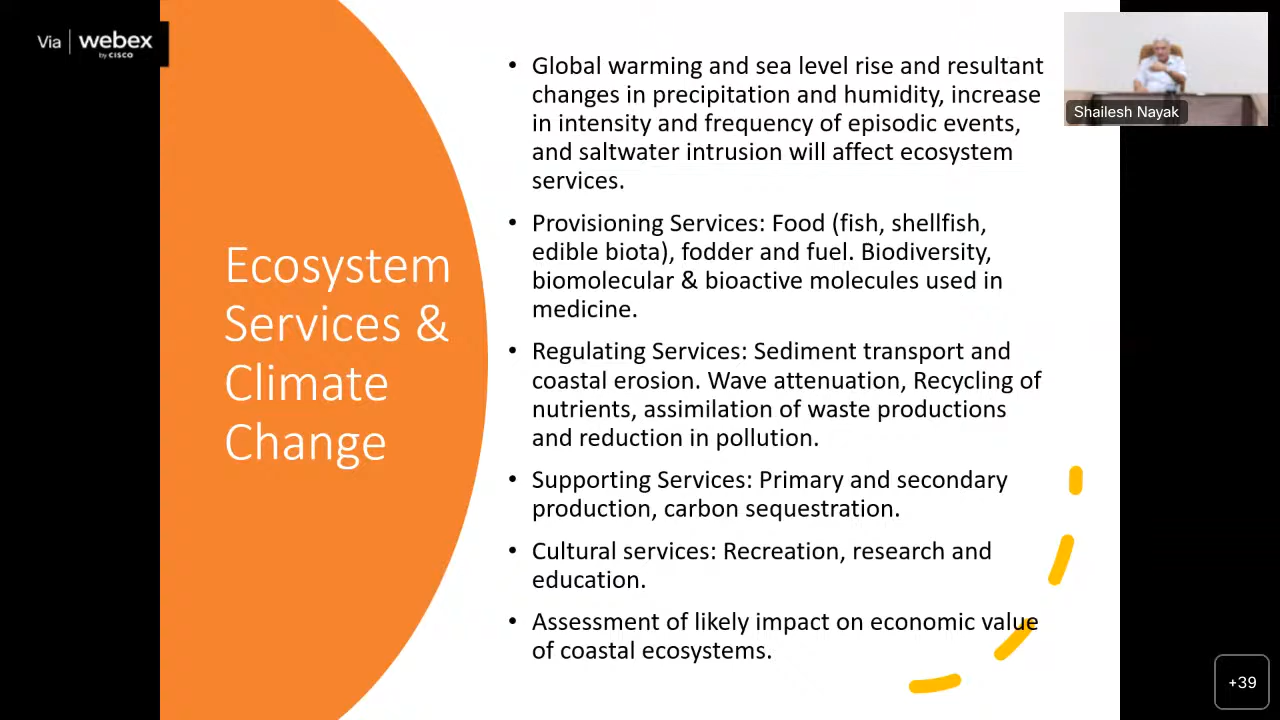 Via webex
by CISCO
Ecosystem
Services &
Climate
Change
• Global warming and sea level rise and resultant
changes in precipitation and humidity, increase
in intensity and frequency of episodic events,
and saltwater intrusion will affect ecosystem
services.
• Provisioning Services: Food (fish, shellfish,
edible biota), fodder and fuel. Biodiversity,
biomolecular & bioactive molecules used in
medicine.
• Regulating Services: Sediment transport and
coastal erosion. Wave attenuation, Recycling of
nutrients, assimilation of waste productions
and reduction in pollution.
• Supporting Services: Primary and secondary
production, carbon sequestration.
• Cultural services: Recreation, research and
education.
• Assessment of likely impact on economic value
of coastal ecosystems.
Shailesh Nayak
+39